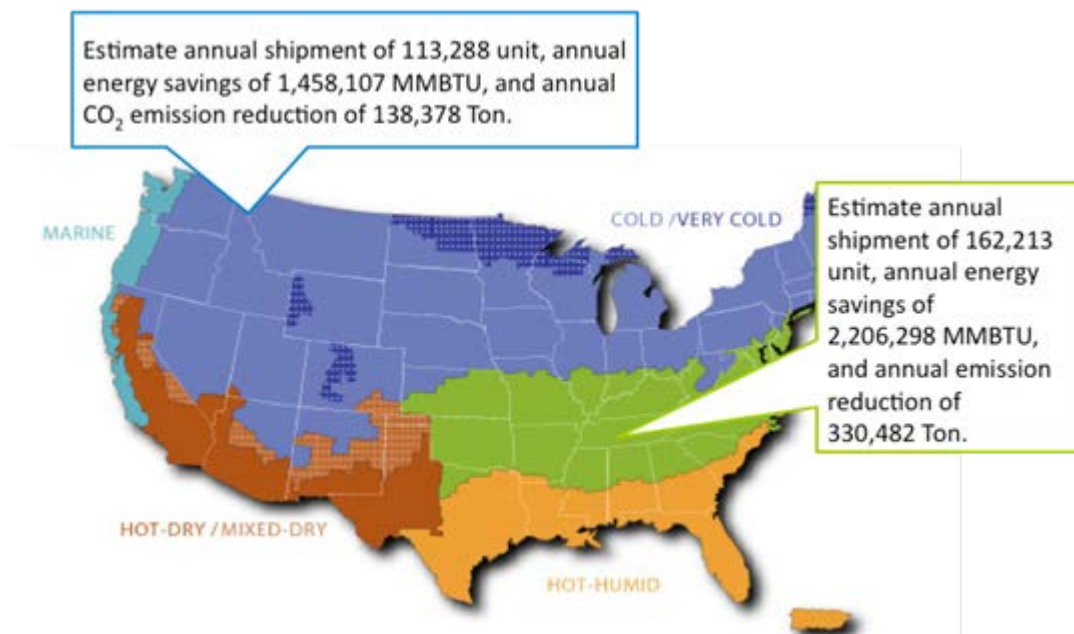 Estimate annual shipment of 113,288 unit, annual
energy savings of 1,458,107 MMBTU, and annual
CO₂ emission reduction of 138,378 Ton.
MARINE
COLD /VERY COLD
Estimate annual
shipment of 162,213
unit, annual energy
savings of
2,206,298 MMBTU,
and annual emission
reduction of
330,482 Ton.
HOT-DRY / MIXED-DRY
HOT-HUMID